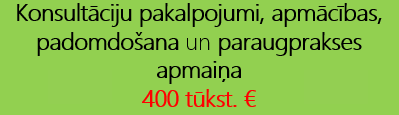 Konsultāciju pakalpojumi, apmācības,
padomdošana un paraugprakses
apmaiņa
400 tūkst. €